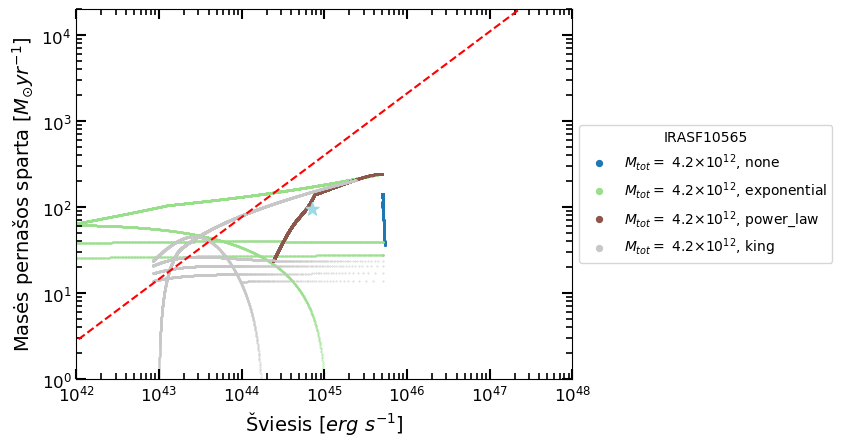 Masės pernašos sparta [M⊙yr⁻¹]
10⁴
10³
10²
10¹
10⁰
10⁴² 10⁴³ 10⁴⁴ 10⁴⁵ 10⁴⁶ 10⁴⁷ 10⁴⁸
Šviesis [erg s⁻¹]
IRASF10565
M_tot = 4.2×10¹², none
M_tot = 4.2×10¹², exponential
M_tot = 4.2×10¹², power_law
M_tot = 4.2×10¹², king